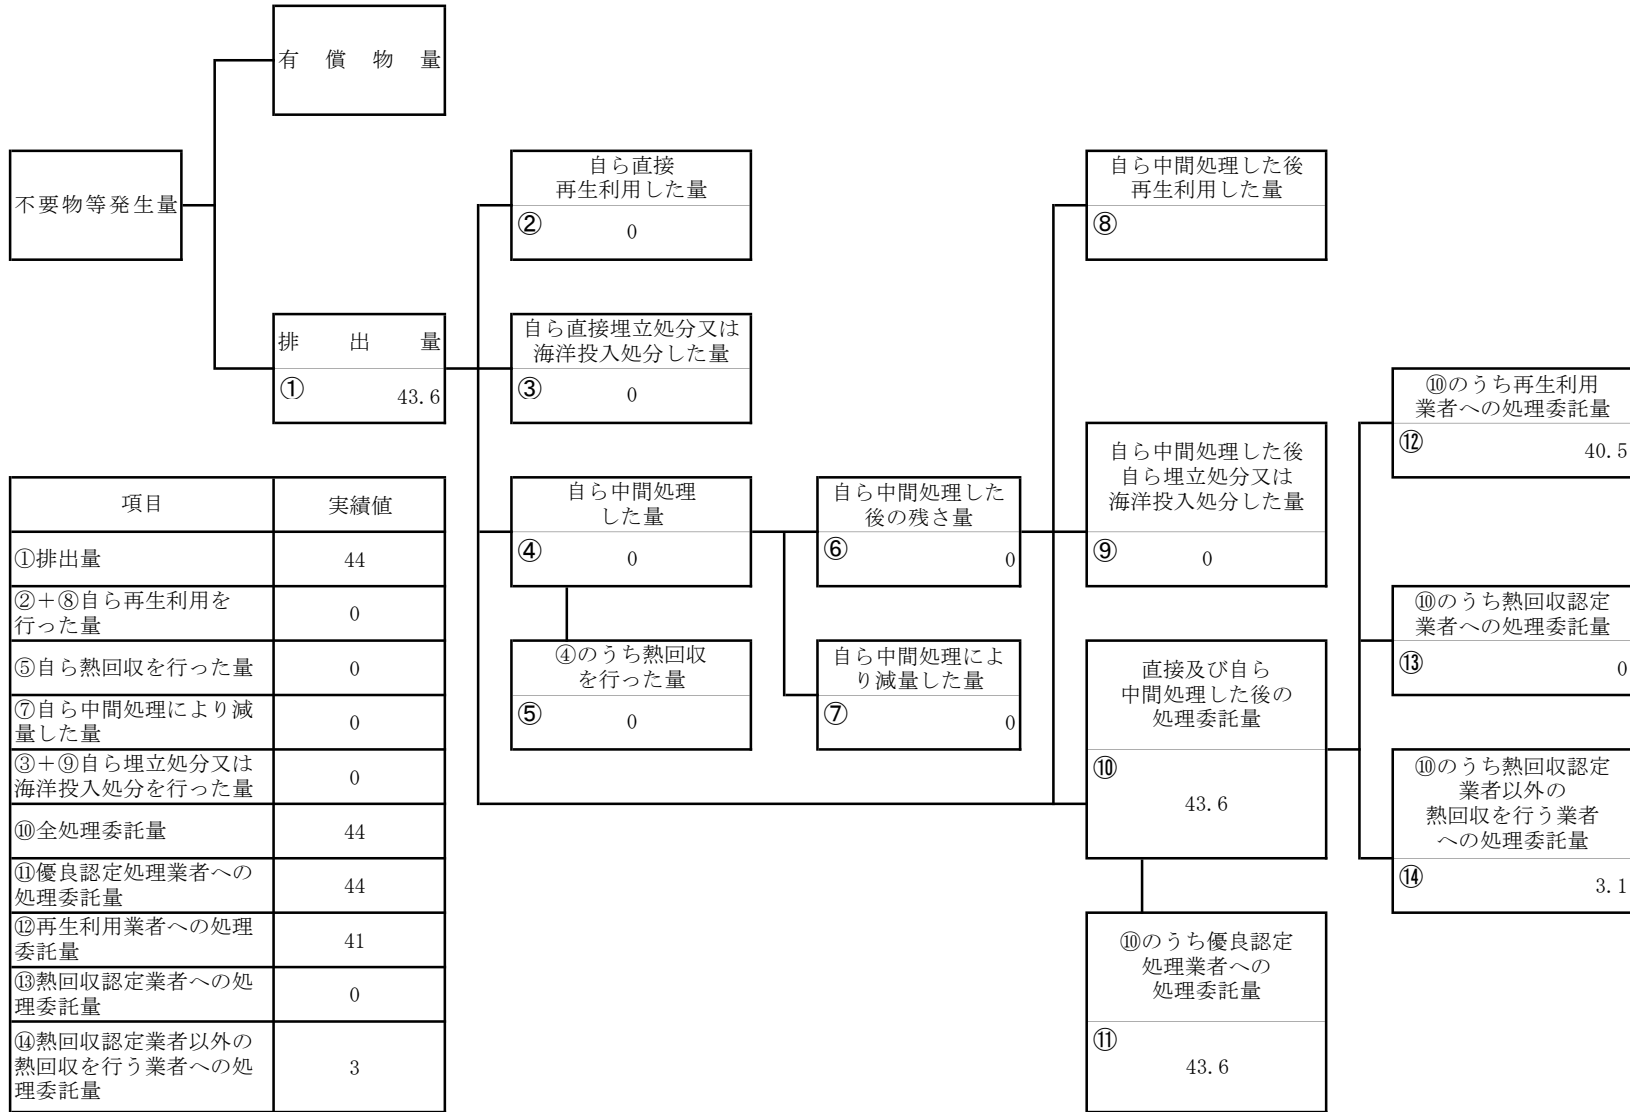 有償物量
不要物等発生量
自ら直接
再生利用した量
② 0
自ら中間処理した後
再生利用した量
⑧
排出量
① 43.6
自ら直接埋立処分又は
海洋投入処分した量
③ 0
⑩のうち再生利用
業者への処理委託量
⑫ 40.5
自ら中間処理
した量
④ 0
自ら中間処理した
後の残さ量
⑥ 0
自ら中間処理した後
自ら埋立処分又は
海洋投入処分した量
⑨ 0
④のうち熱回収
を行った量
⑤ 0
自ら中間処理によ
り減量した量
⑦ 0
直接及び自ら
中間処理した後の
処理委託量
⑩
43.6
⑩のうち熱回収認定
業者への処理委託量
⑬ 0
⑩のうち熱回収認定
業者以外の
熱回収を行う業者
への処理委託量
⑭ 3.1
⑩のうち優良認定
処理業者への
処理委託量
⑪
43.6
項目 実績値
①排出量 44
②+⑧自ら再生利用を
行った量 0
⑤自ら熱回収を行った量 0
⑦自ら中間処理により減
量した量 0
③+⑨自ら埋立処分又は
海洋投入処分を行った量 0
⑩全処理委託量 44
⑪優良認定処理業者への
処理委託量 44
⑫再生利用業者への処理
委託量 41
⑬熱回収認定業者への処
理委託量 0
⑭熱回収認定業者以外の
熱回収を行う業者への処
理委託量 3